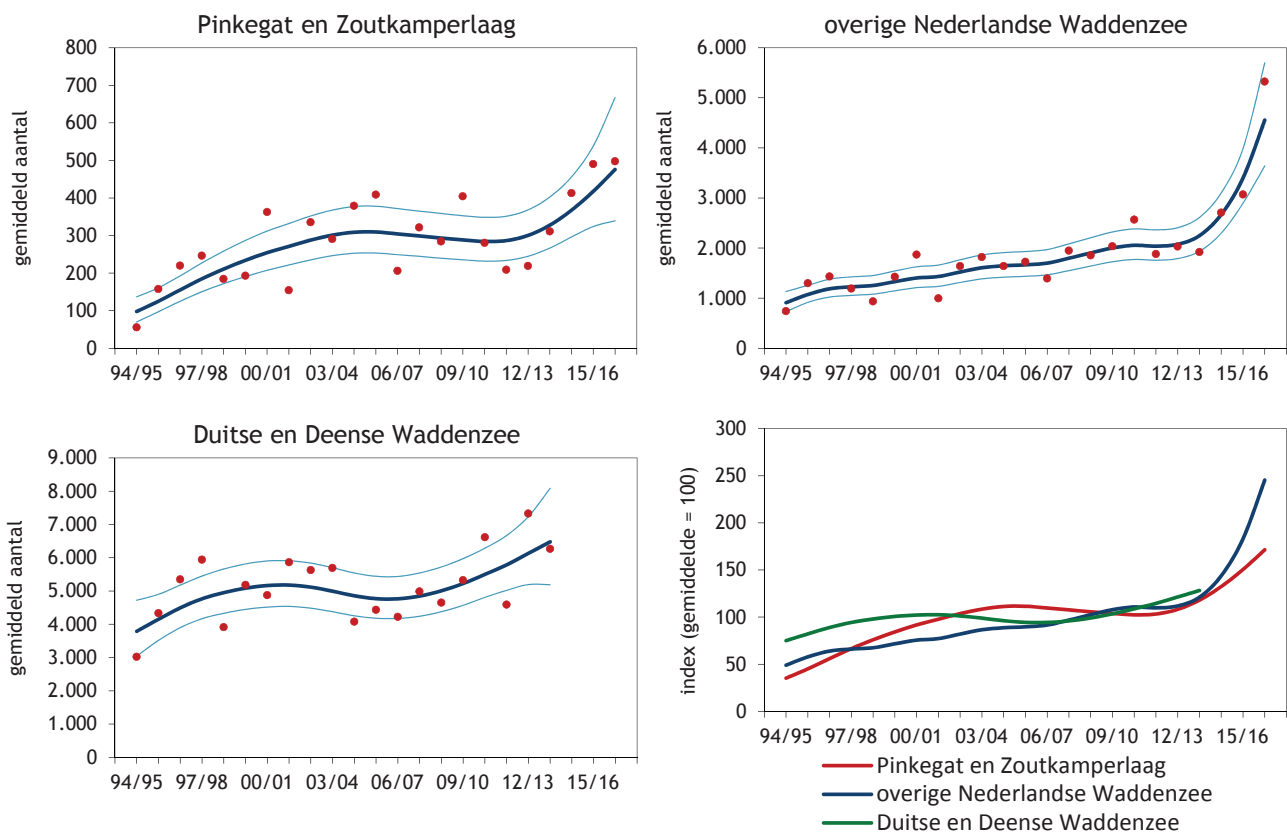 Pinkegat en Zoutkamperlaag
gemiddeld aantal
800
700
600
500
400
300
200
100
0
94/95 97/98 00/01 03/04 06/07 09/10 12/13 15/16
overige Nederlandse Waddenzee
gemiddeld aantal
6.000
5.000
4.000
3.000
2.000
1.000
0
94/95 97/98 00/01 03/04 06/07 09/10 12/13 15/16
Duitse en Deense Waddenzee
gemiddeld aantal
9.000
8.000
7.000
6.000
5.000
4.000
3.000
2.000
1.000
0
94/95 97/98 00/01 03/04 06/07 09/10 12/13 15/16
index (gemiddelde = 100)
300
250
200
150
100
50
0
94/95 97/98 00/01 03/04 06/07 09/10 12/13 15/16
Pinkegat en Zoutkamperlaag
overige Nederlandse Waddenzee
Duitse en Deense Waddenzee